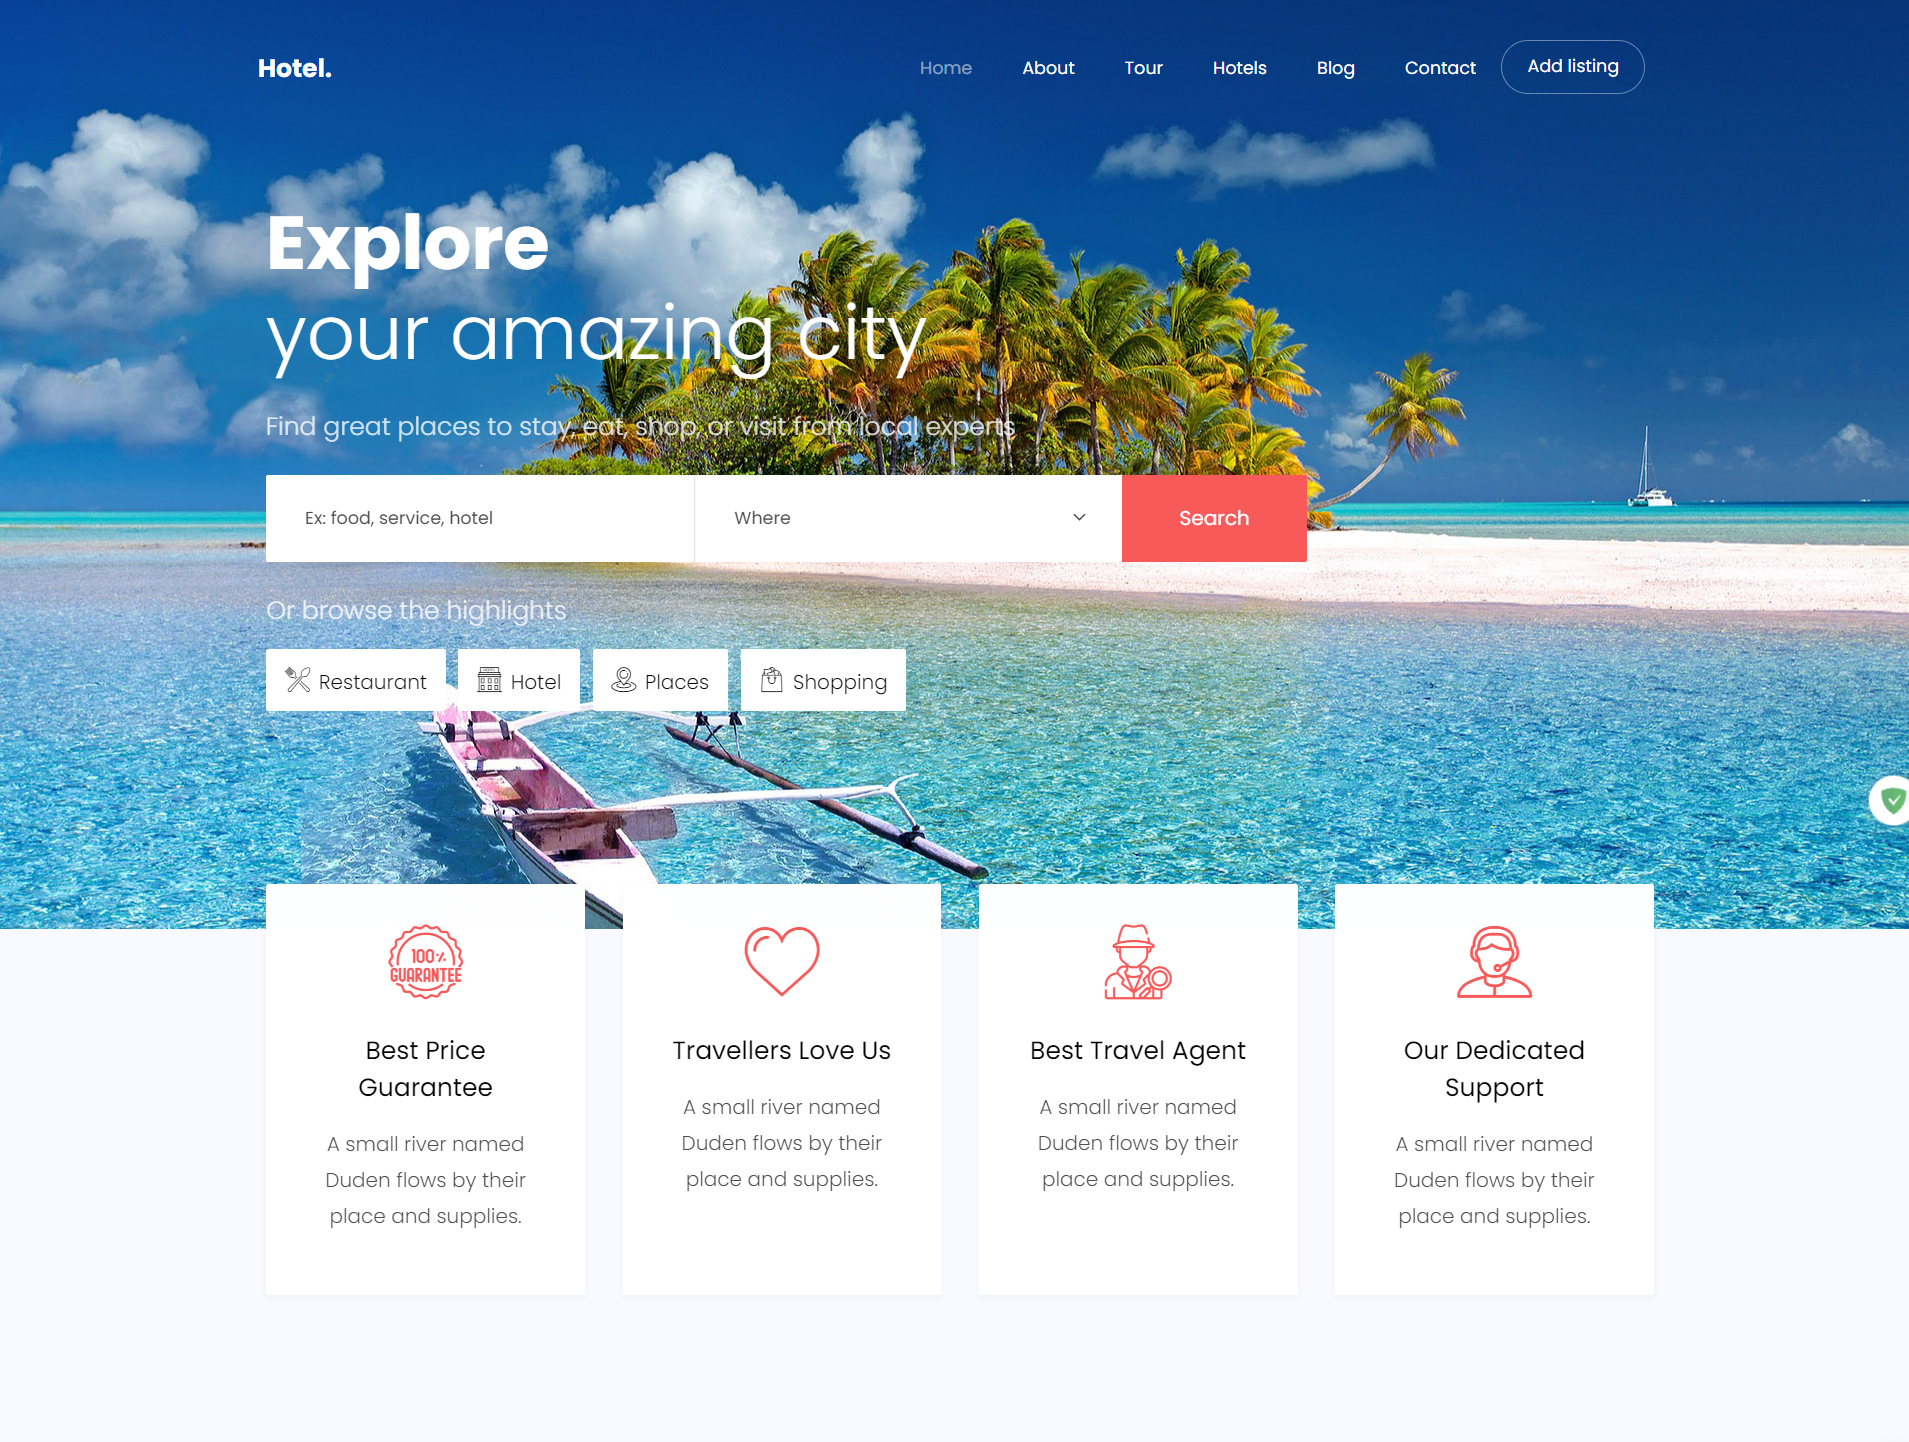 Hotel.
Home About Tour Hotels Blog Contact Add listing
Explore
your amazing city
Find great places to stay, eat, shop, or visit from local experts
Ex: food, service, hotel
Where
Search
Or browse the highlights
Restaurant
Hotel
Places
Shopping
100%
GUARANTEE
Best Price
Guarantee
A small river named
Duden flows by their
place and supplies.
Travellers Love Us
A small river named
Duden flows by their
place and supplies.
Best Travel Agent
A small river named
Duden flows by their
place and supplies.
Our Dedicated
Support
A small river named
Duden flows by their
place and supplies.